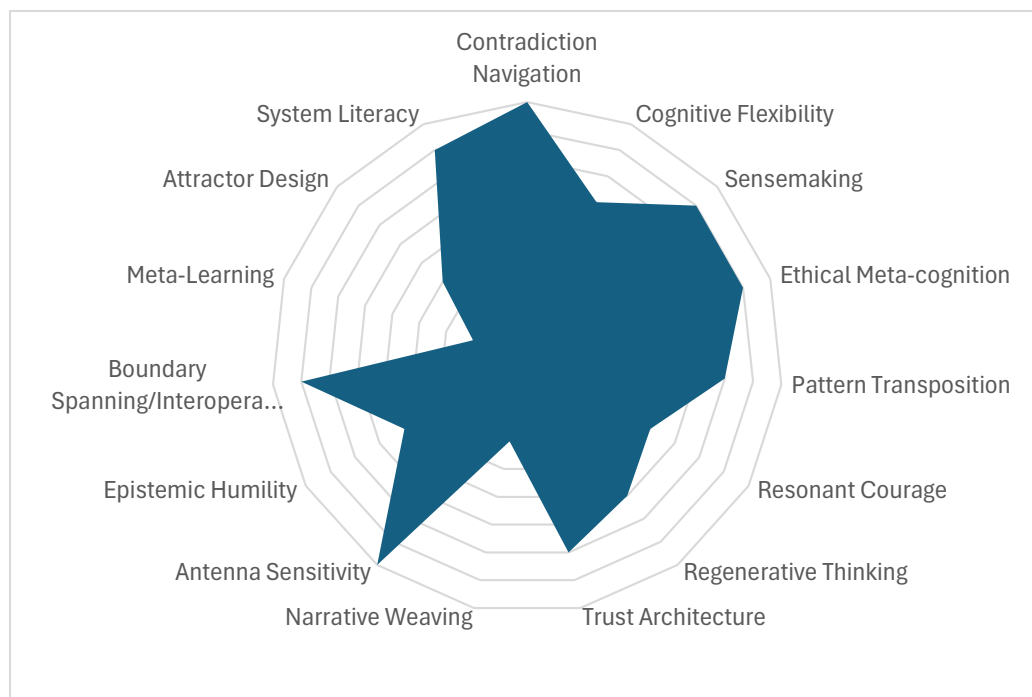 Contradiction
Navigation
Cognitive Flexibility
Sensemaking
Ethical Meta-cognition
Pattern Transposition
Resonant Courage
Regenerative Thinking
Trust Architecture
Narrative Weaving
Antenna Sensitivity
Epistemic Humility
Boundary
Spanning/Interopera...
Meta-Learning
Attractor Design
System Literacy